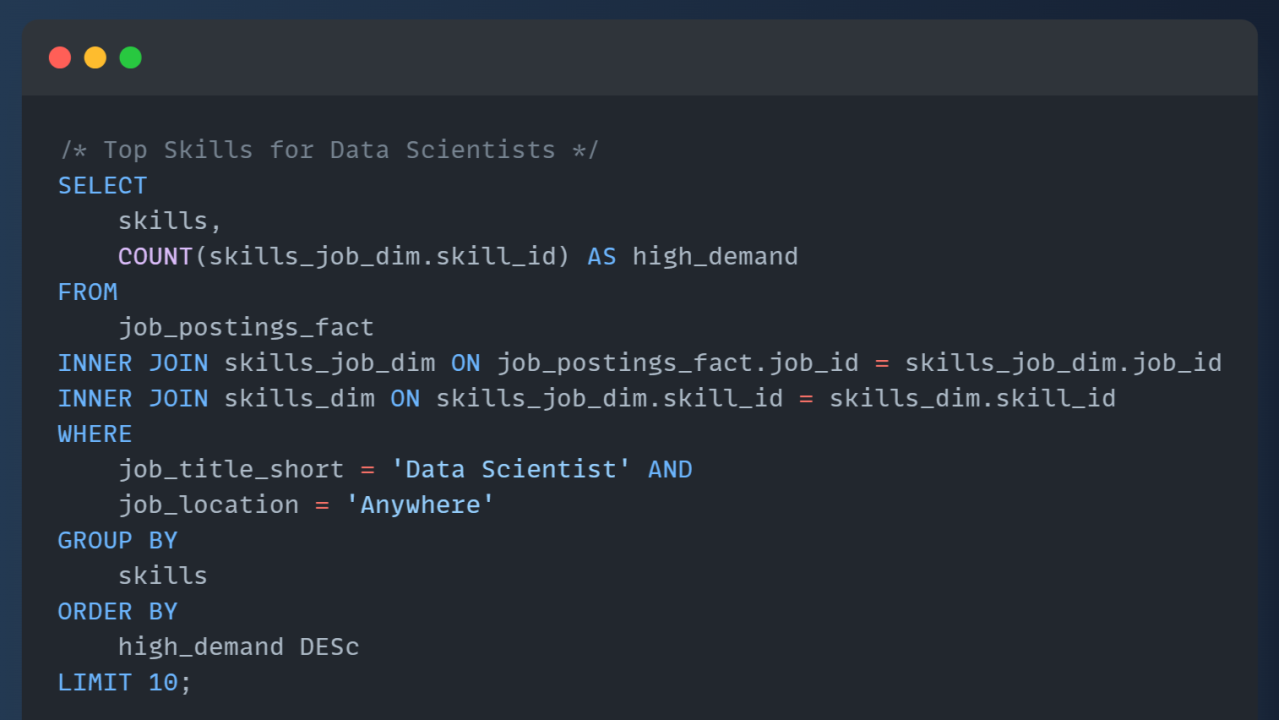 /* Top Skills for Data Scientists */
SELECT
    skills,
    COUNT(skills_job_dim.skill_id) AS high_demand
FROM
    job_postings_fact
INNER JOIN skills_job_dim ON job_postings_fact.job_id = skills_job_dim.job_id
INNER JOIN skills_dim ON skills_job_dim.skill_id = skills_dim.skill_id
WHERE
    job_title_short = 'Data Scientist' AND
    job_location = 'Anywhere'
GROUP BY
    skills
ORDER BY
    high_demand DESc
LIMIT 10;